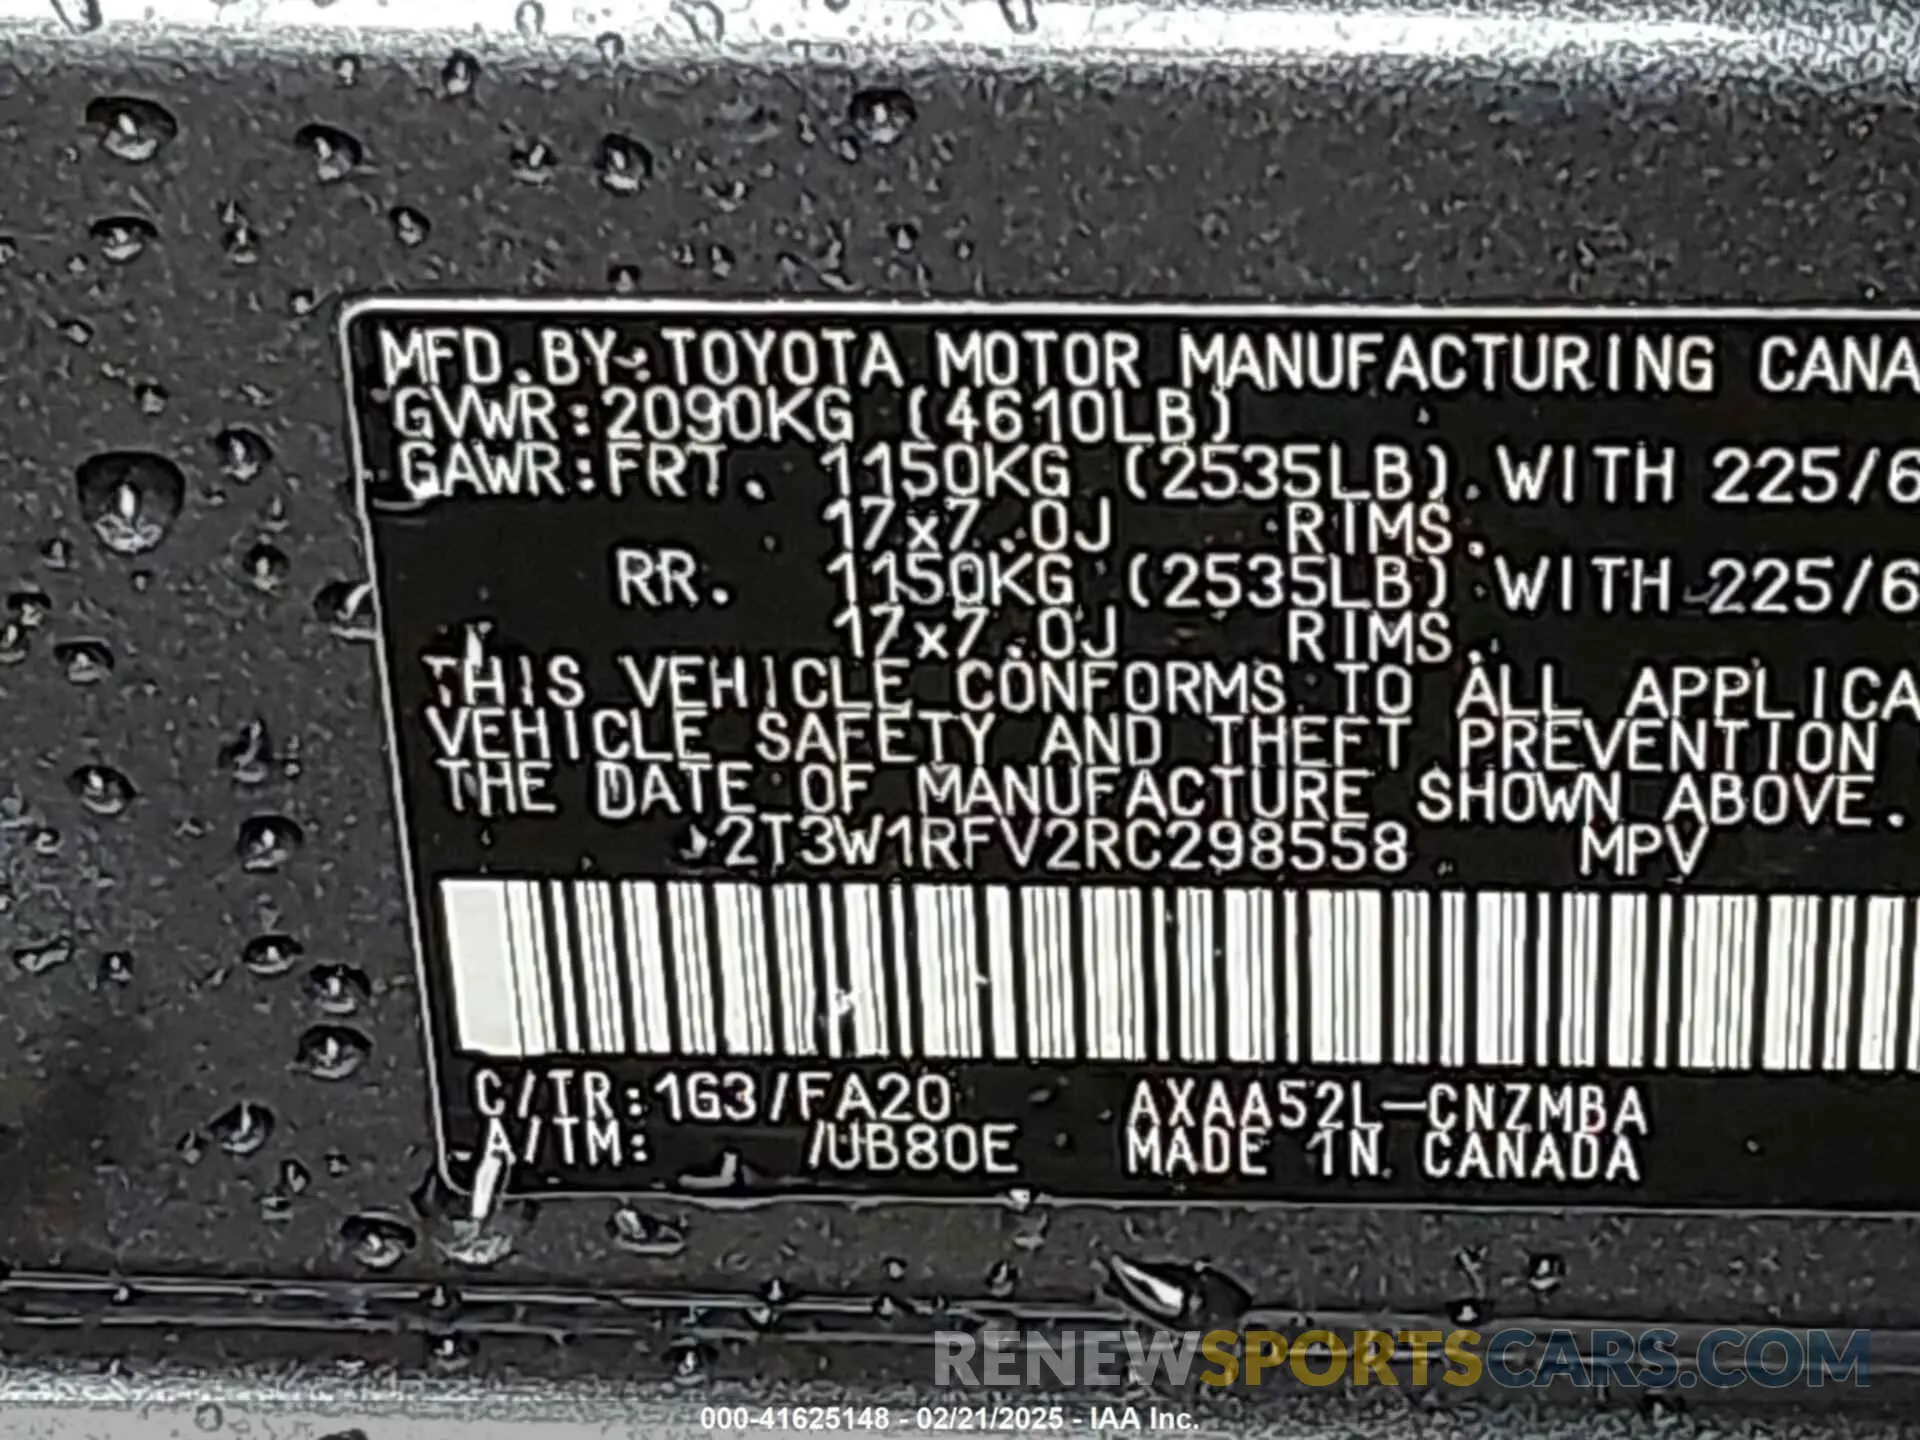 MFD.BY:TOYOTA MOTOR MANUFACTURING CANA
GVWR:2090KG (4610LB)
GAWR:FRT. 1150KG (2535LB) WITH 225/6
17x7.0J RIMS.
RR. 1150KG (2535LB) WITH 225/6
17x7.0J RIMS.
THIS VEHICLE CONFORMS TO ALL APPLICA
VEHICLE SAFETY AND THEFT PREVENTION
THE DATE OF MANUFACTURE SHOWN ABOVE.
2T3W1RFV2RC298558 MPV
C/TR:1G3/FA20 AXAA52L-CNZMBA
A/TM: /UB80E MADE IN CANADA
RENEWSPORTSCARS.COM
000-41625148 - 02/21/2025 - IAA Inc.